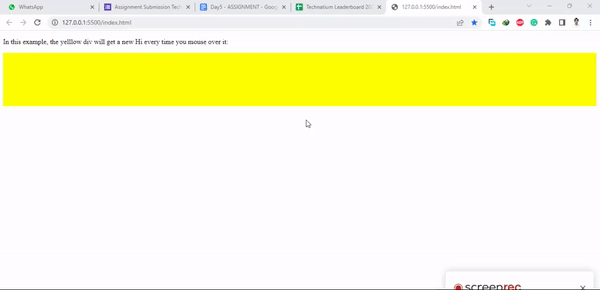 WhatsApp
Assignment Submission Tech
Day5 - ASSIGNMENT - Goog
Technatium Leaderboard 20
127.0.0.1:5500/index.html
127.0.0.1:5500/index.html
In this example, the yelllow div will get a new Hi every time you mouse over it:
screenrec